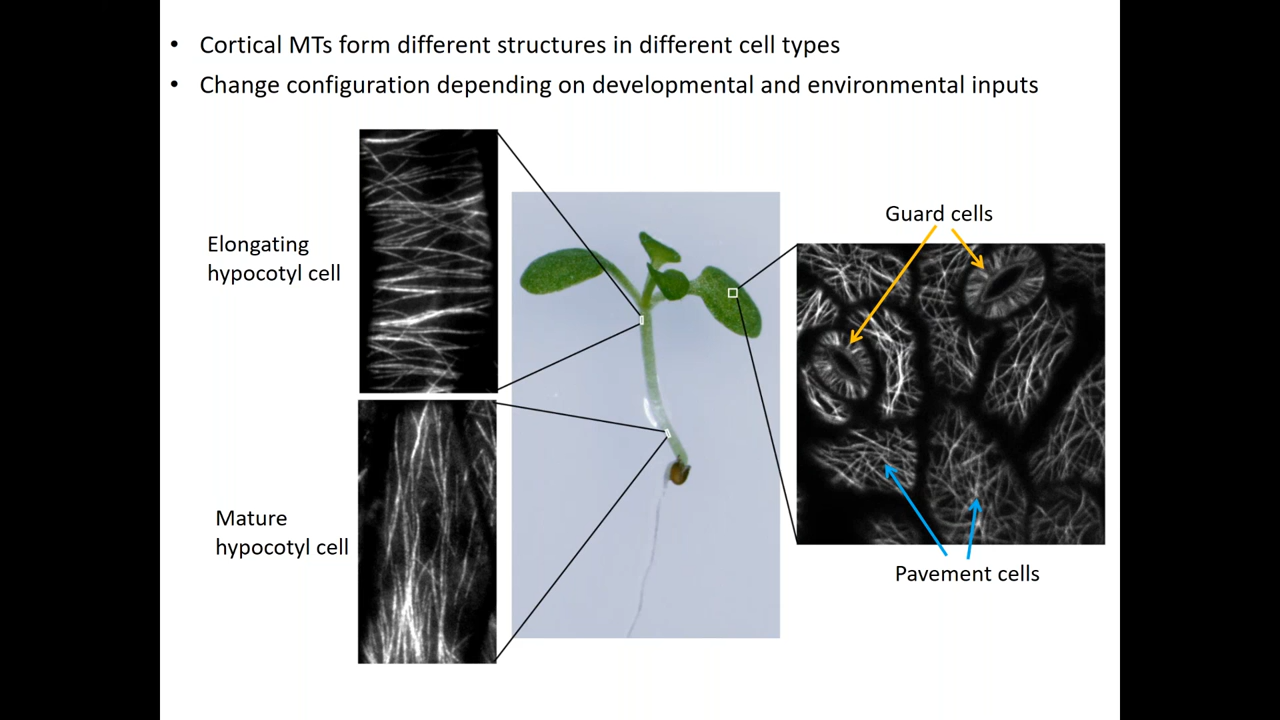 • Cortical MTs form different structures in different cell types
• Change configuration depending on developmental and environmental inputs
Elongating
hypocotyl cell
Mature
hypocotyl cell
Guard cells
Pavement cells